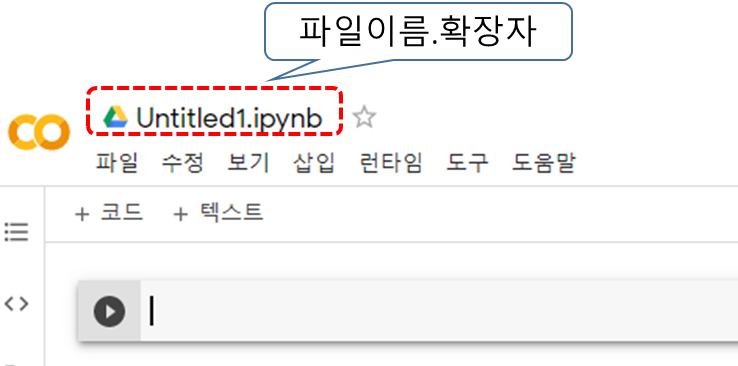 파일이름.확장자
Untitled1.ipynb
파일 수정 보기 삽입 런타임 도구 도움말
+ 코드 + 텍스트